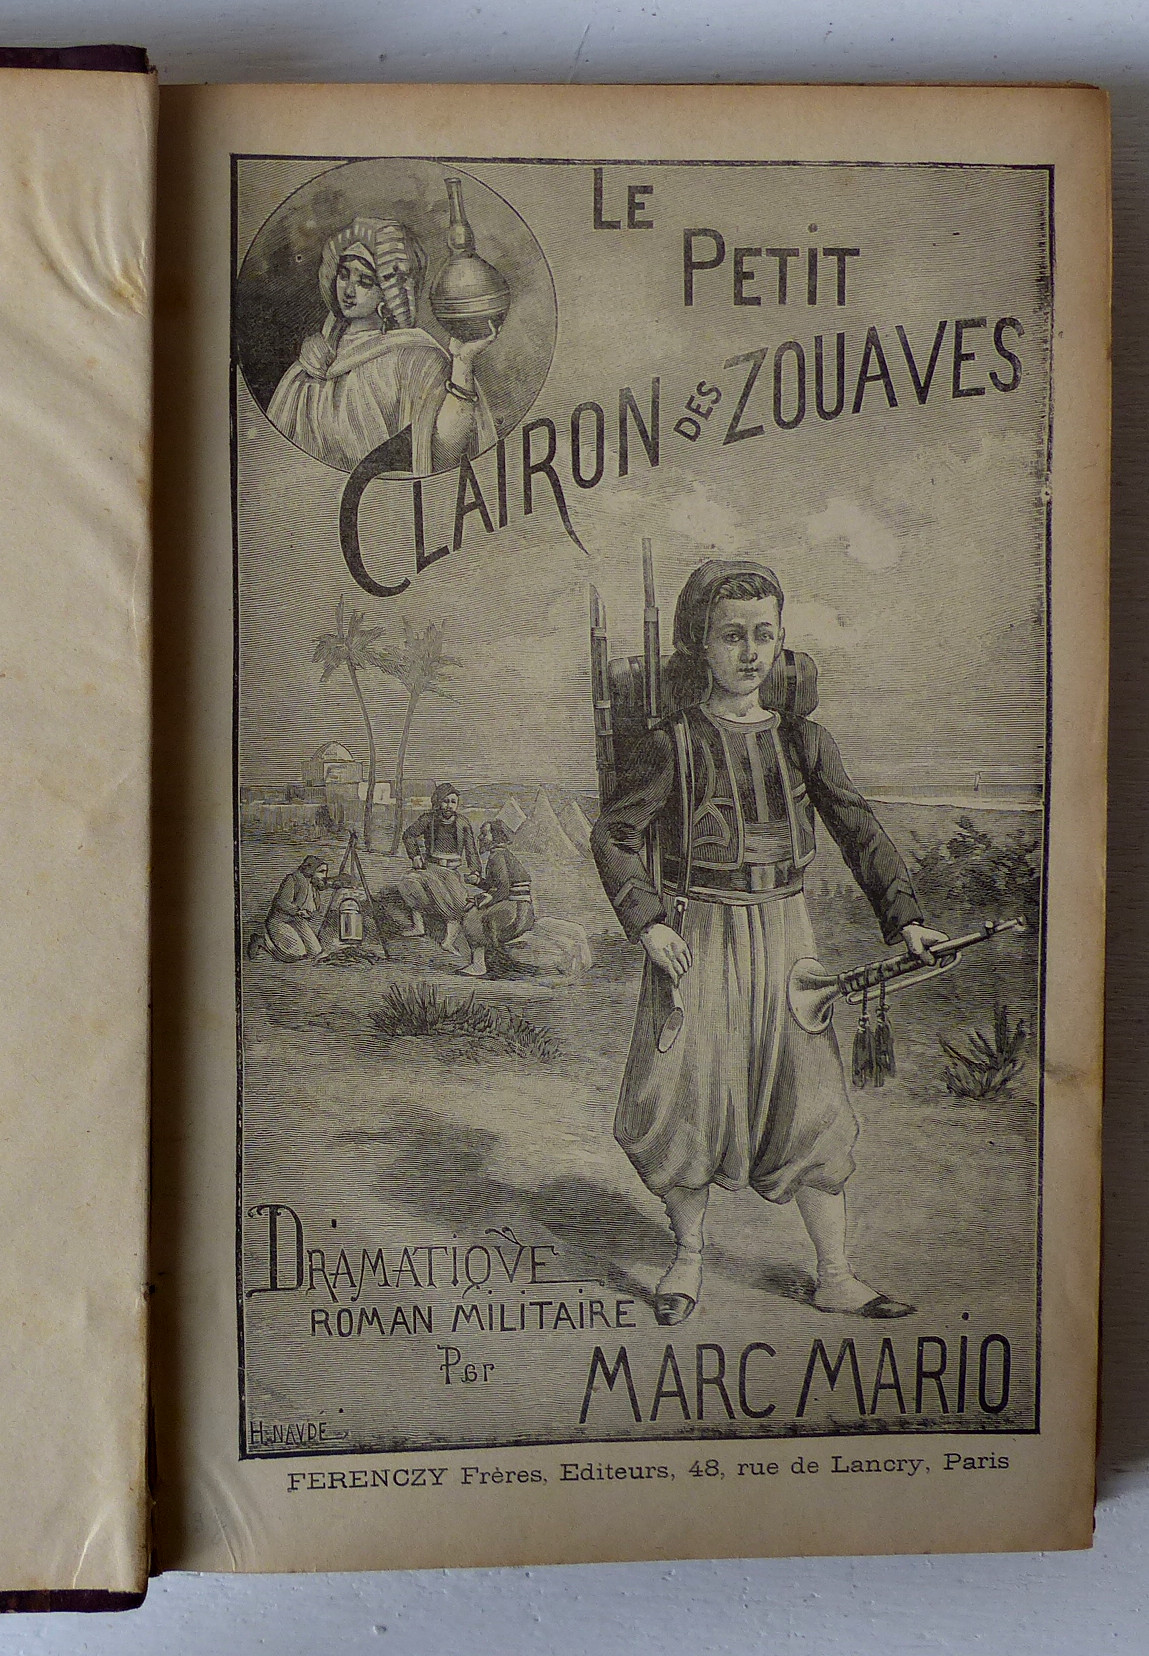 LE
PETIT
CLAIRON DES ZOUAVES
DRAMATIQVE
ROMAN MILITAIRE
Par
MARC MARIO
H. NAVDÉ
FERENCZY Frères, Editeurs, 48, rue de Lancry, Paris